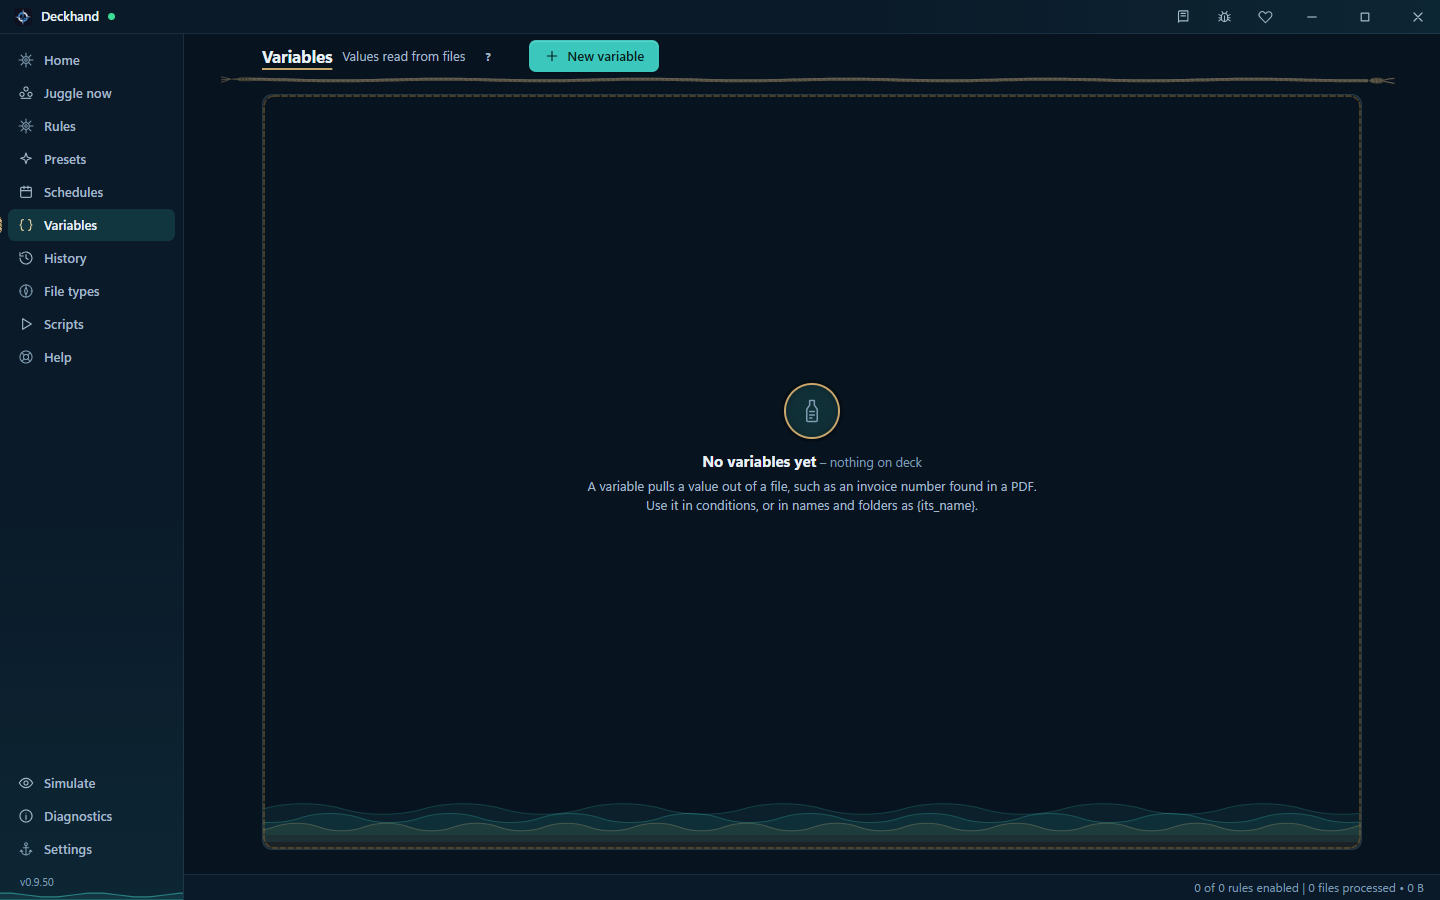 Deckhand
Home
Juggle now
Rules
Presets
Schedules
Variables
History
File types
Scripts
Help
Simulate
Diagnostics
Settings
v0.9.50
Variables Values read from files ? + New variable
No variables yet – nothing on deck
A variable pulls a value out of a file, such as an invoice number found in a PDF.
Use it in conditions, or in names and folders as {its_name}.
0 of 0 rules enabled | 0 files processed • 0 B